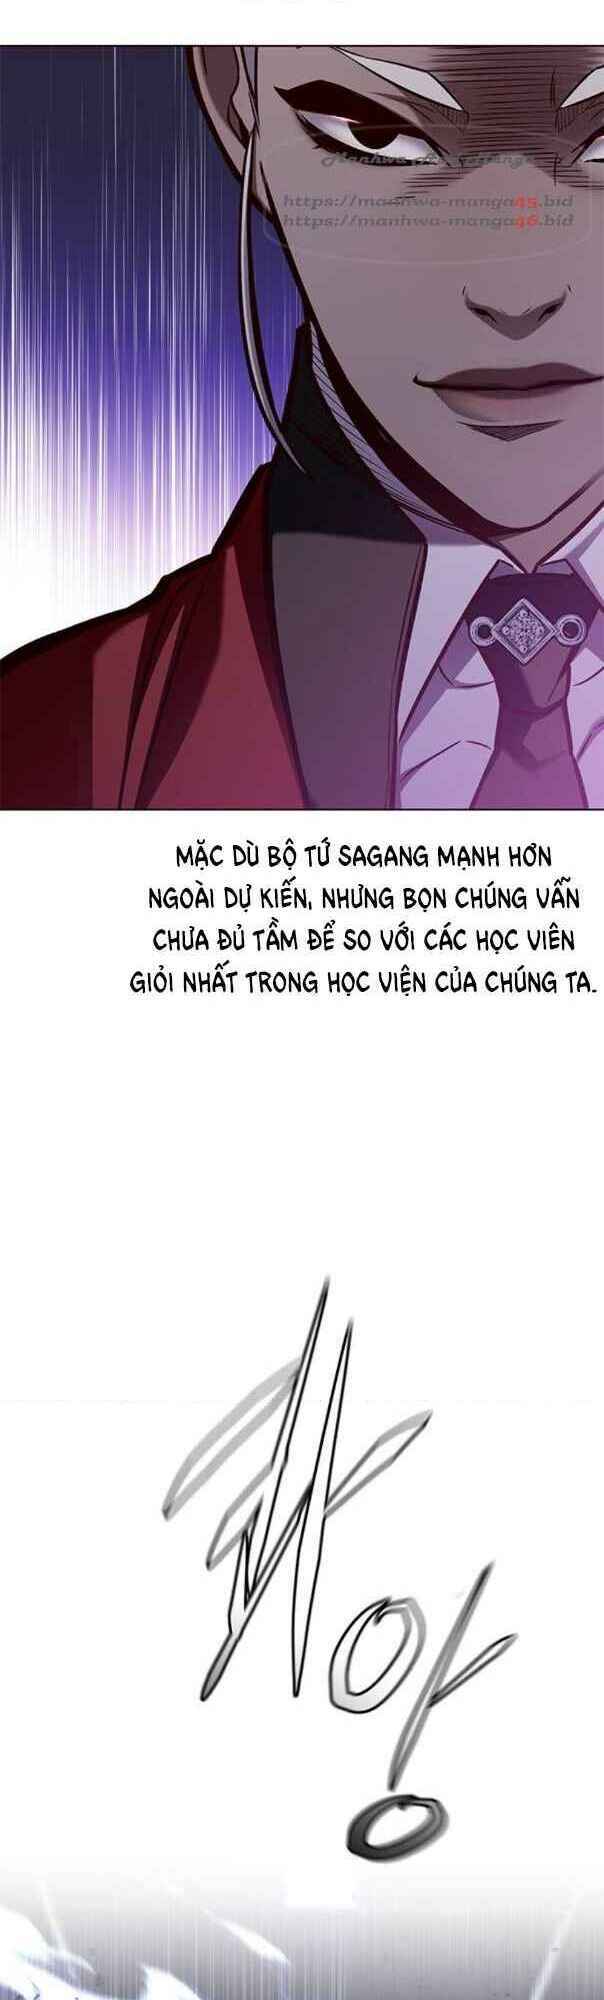 https://manhwa-manga45.bid
https://manhwa-manga46.bid
MẶC DÙ BỘ TỨ SAGANG MẠNH HƠN
NGOÀI DỰ KIẾN, NHƯNG BỌN CHÚNG VẪN
CHƯA ĐỦ TẦM ĐỂ SO VỚI CÁC HỌC VIÊN
GIỎI NHẤT TRONG HỌC VIỆN CỦA CHÚNG TA.